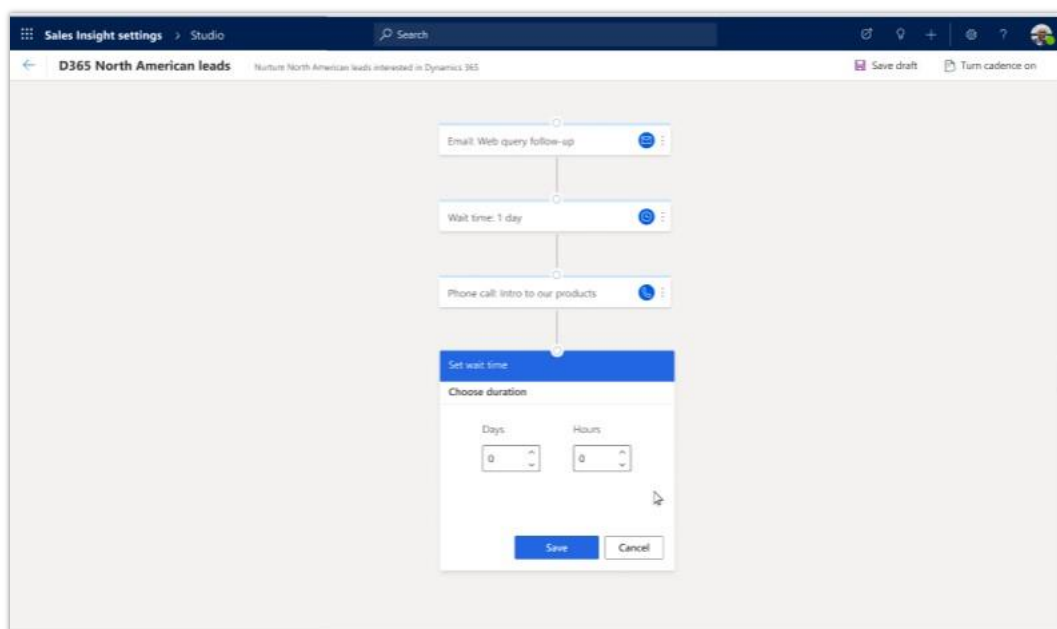 Sales Insight settings > Studio
Search
D365 North American leads
Nurture North American leads interested in Dynamics 365
Save draft
Turn cadence on
Email: Web query follow-up
Wait time: 1 day
Phone call: Intro to our products
Set wait time
Choose duration
Days Hours
0 0
Save Cancel